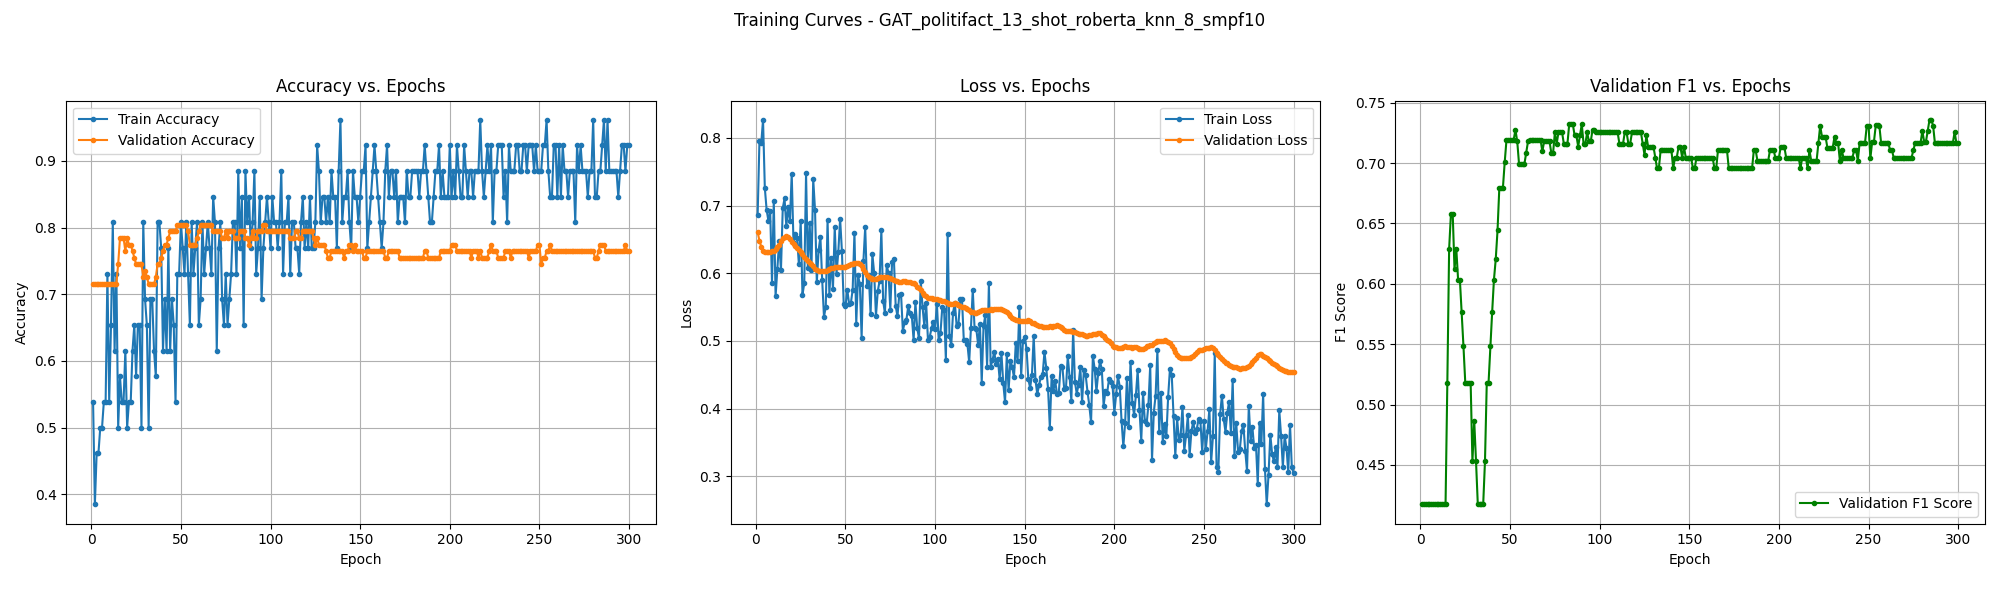 Training Curves - GAT_politifact_13_shot_roberta_knn_8_smpf10
Accuracy vs. Epochs
Train Accuracy
Validation Accuracy
Accuracy
0.9
0.8
0.7
0.6
0.5
0.4
0 50 100 150 200 250 300
Epoch
Loss vs. Epochs
Train Loss
Validation Loss
Loss
0.8
0.7
0.6
0.5
0.4
0.3
0 50 100 150 200 250 300
Epoch
Validation F1 vs. Epochs
F1 Score
0.75
0.70
0.65
0.60
0.55
0.50
0.45
Validation F1 Score
0 50 100 150 200 250 300
Epoch